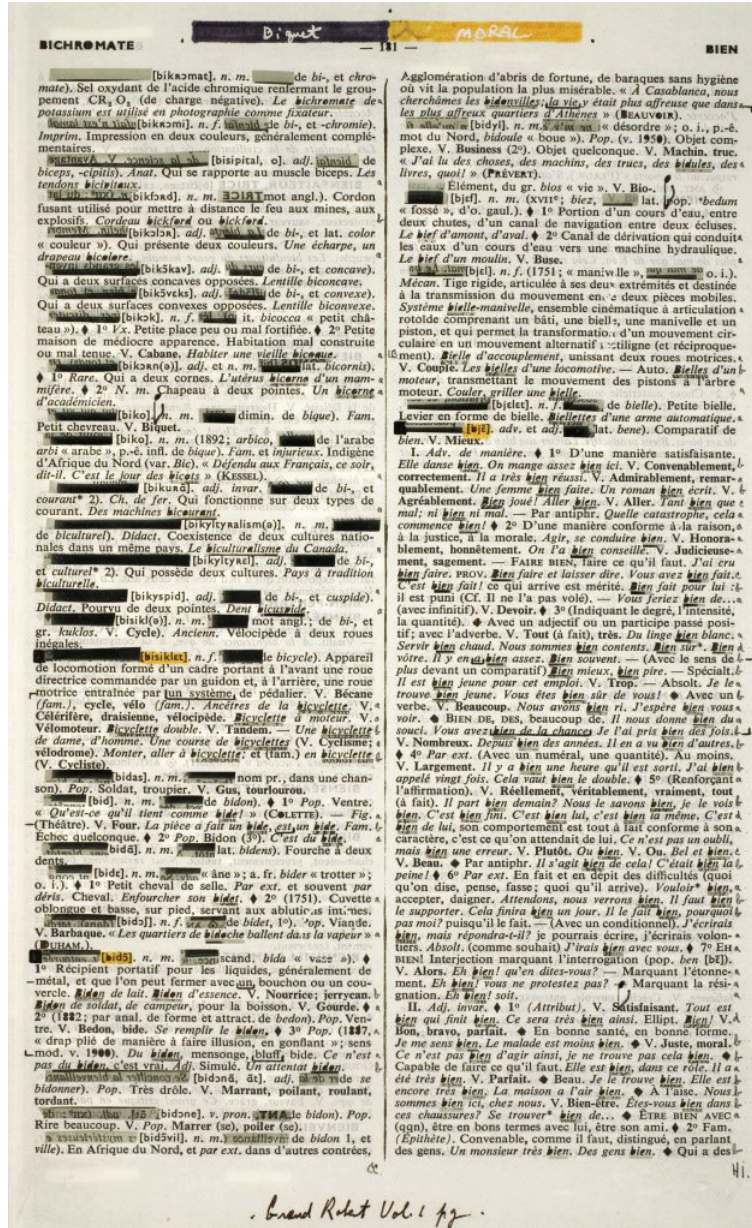 Biquet
MORAL
BICHROMATE
— 181 —
BIEN
[bikʀɔmat]. n. m. de bi-, et chro-
mate). Sel oxydant de l'acide chromique renfermant le grou-
pement CR₂O₇ (de charge négative). Le bichromate de
potassium est utilisé en photographie comme fixateur.
[bikʀɔmi]. n. f. de bi-, et -chromie).
Imprim. Impression en deux couleurs, généralement complé-
mentaires.
[bisipital, o]. adj. de
biceps, -cipitis). Anat. Qui se rapporte au muscle biceps. Les
tendons bicipitaux.
[bikfɔʀd]. n. m. mot angl.). Cordon
fusant utilisé pour mettre à distance le feu aux mines, aux
explosifs. Cordeau bickford ou bickford.
[bikɔlɔʀ]. adj. de bi-, et lat. color
« couleur »). Qui présente deux couleurs. Une écharpe, un
drapeau bicolore.
[bikɔ̃kav]. adj. de bi-, et concave).
Qui a deux surfaces concaves opposées. Lentille biconcave.
[bikɔ̃vɛks]. adj. de bi-, et convexe).
Qui a deux surfaces convexes opposées. Lentille biconvexe.
[bikɔk]. n. f. it. bicocca « petit châ-
teau »). ♦ 1° Vx. Petite place peu ou mal fortifiée. ♦ 2° Petite
maison de médiocre apparence. Habitation mal construite
ou mal tenue. V. Cabane. Habiter une vieille bicoque.
[bikɔʀn(ə)]. adj. et n. m. lat. bicornis).
♦ 1° Rare. Qui a deux cornes. L'utérus bicorne d'un mam-
mifère. ♦ 2° N. m. Chapeau à deux pointes. Un bicorne
d'académicien.
[biko]. n. m. dimin. de bique). Fam.
Petit chevreau. V. Biquet.
[biko]. n. m. (1892; arbico, de l'arabe
arbi « arabe », p.-ê. infl. de bique). Fam. et injurieux. Indigène
d'Afrique du Nord (var. Bic). « Défendu aux Français, ce soir,
dit-il. C'est le jour des bicots » (KESSEL).
[bikuʀɑ̃]. adj. invar. de bi-, et
courant* 2). Ch. de fer. Qui fonctionne sur deux types de
courant. Des machines bicourant.
[bikyltyʀalism(ə)]. n. m.
de biculturel). Didact. Coexistence de deux cultures natio-
nales dans un même pays. Le biculturalisme du Canada.
[bikyltyʀɛl]. adj. de bi-,
et culturel* 2). Qui possède deux cultures. Pays à tradition
biculturelle.
[bikyspid]. adj. de bi-, et cuspide).
Didact. Pourvu de deux pointes. Dent bicuspide.
[bisikl(ə)]. n. m. mot angl.; de bi-, et
gr. kuklos. V. Cycle). Ancienn. Vélocipède à deux roues
inégales.
[bisiklɛt]. n. f. de bicycle). Appareil
de locomotion formé d'un cadre portant à l'avant une roue
directrice commandée par un guidon et, à l'arrière, une roue
motrice entraînée par un système de pédalier. V. Bécane
(fam.), cycle, vélo (fam.). Ancêtres de la bicyclette. V.
Célérifère, draisienne, vélocipède. Bicyclette à moteur. V.
Vélomoteur. Bicyclette double. V. Tandem. — Une bicyclette
de dame, d'homme. Une course de bicyclettes (V. Cyclisme;
vélodrome). Monter, aller à bicyclette; et (fam.) en bicyclette
(V. Cycliste).
[bidas]. n. m. nom pr., dans une chan-
son). Pop. Soldat, troupier. V. Gus, tourlourou.
[bid]. n. m. de bidon). ♦ 1° Pop. Ventre.
« Qu'est-ce qu'il tient comme bide! » (COLETTE). — Fig.
(Théâtre). V. Four. La pièce a fait un bide, est un bide. Fam.
Échec quelconque. ♦ 2° Pop. Bidon (3°). C'est du bide.
bidɑ̃]. n. m. lat. bidens). Fourche à deux
dents.
[bidɛ]. n. m. « âne »; a. fr. bider « trotter »;
o. i.). ♦ 1° Petit cheval de selle. Par ext. et souvent par
déris. Cheval. Enfourcher son bidet. ♦ 2° (1751). Cuvette
oblongue et basse, sur pied, servant aux ablutions intimes.
[bidɔʃ]. n. f. de bidet, 1°). Pop. Viande.
V. Barbaque. « Les quartiers de bidoche ballent dans la vapeur »
(DUHAM.).
[bidɔ̃]. n. m. scand. bida « vase »). ♦
1° Récipient portatif pour les liquides, généralement de
métal, et que l'on peut fermer avec un bouchon ou un cou-
vercle. Bidon de lait. Bidon d'essence. V. Nourrice; jerrycan.
Bidon de soldat, de campeur, pour la boisson. V. Gourde. ♦
2° (1882; par anal. de forme et attract. de bedon). Pop. Ven-
tre. V. Bedon, bide. Se remplir le bidon. ♦ 3° Pop. (1887,
« drap plié de manière à faire illusion, en gonflant »; sens
mod. v. 1900). Du bidon, mensonge, bluff, bide. Ce n'est
pas du bidon, c'est vrai. Adj. Simulé. Un attentat bidon.
[bidɔnɑ̃, ɑ̃t]. adj. de se
bidonner). Pop. Très drôle. V. Marrant, poilant, roulant,
tordant.
bidɔne]. v. pron. de bidon). Pop.
Rire beaucoup. V. Pop. Marrer (se), poiler (se).
[bidɔ̃vil]. n. m. de bidon 1, et
ville). En Afrique du Nord, et par ext. dans d'autres contrées,
Agglomération d'abris de fortune, de baraques sans hygiène
où vit la population la plus misérable. « A Casablanca, nous
cherchâmes les bidonvilles; la vie y était plus affreuse que dans
les plus affreux quartiers d'Athènes » (BEAUVOIR).
[bidyl]. n. m. « désordre »; o. i., p.-ê.
mot du Nord, bidoule « boue »). Pop. (v. 1950). Objet com-
plexe. V. Business (2°). Objet quelconque. V. Machin, truc.
« J'ai lu des choses, des machins, des trucs, des bidules, des
livres, quoi! » (PRÉVERT).
Élément, du gr. bios « vie ». V. Bio-.
[bjɛf]. n. m. (XVIIe; biez, lat. pop. *bedum
« fossé », d'o. gaul.). ♦ 1° Portion d'un cours d'eau, entre
deux chutes, d'un canal de navigation entre deux écluses.
Le bief d'amont, d'aval. ♦ 2° Canal de dérivation qui conduit
les eaux d'un cours d'eau vers une machine hydraulique.
Le bief d'un moulin. V. Buse.
[bjɛl]. n. f. (1751; « manivelle », o. i.).
Mécan. Tige rigide, articulée à ses deux extrémités et destinée
à la transmission du mouvement entre deux pièces mobiles.
Système bielle-manivelle, ensemble cinématique à articulation
rotoïde comprenant un bâti, une bielle, une manivelle et un
piston, et qui permet la transformation d'un mouvement cir-
culaire en un mouvement alternatif rectiligne (et réciproque-
ment). Bielle d'accouplement, unissant deux roues motrices.
V. Couple. Les bielles d'une locomotive. — Auto. Bielles d'un
moteur, transmettant le mouvement des pistons à l'arbre
moteur. Couler, griller une bielle.
[bjɛlɛt]. n. f. de bielle). Petite bielle.
Levier en forme de bielle. Biellettes d'une arme automatique.
[bjɛ̃]. adv. et adj. lat. bene). Comparatif de
bien. V. Mieux.
I. Adv. de manière. ♦ 1° D'une manière satisfaisante.
Elle danse bien. On mange assez bien ici. V. Convenablement,
correctement. Il a très bien réussi. V. Admirablement, remar-
quablement. Une femme bien faite. Un roman bien écrit. V.
Agréablement. Bien joué! Aller bien. V. Aller. Tant bien que
mal; ni bien ni mal. — Par antiphr. Quelle catastrophe, cela
commence bien! ♦ 2° D'une manière conforme à la raison,
à la justice, à la morale. Agir, se conduire bien. V. Honora-
blement, honnêtement. On l'a bien conseillé. V. Judicieuse-
ment, sagement. — FAIRE BIEN, faire ce qu'il faut. J'ai cru
bien faire. PROV. Bien faire et laisser dire. Vous avez bien fait.
C'est bien fait! ce qui arrive est mérité. Bien fait pour lui :
il est puni (Cf. Il ne l'a pas volé). — Vous feriez bien de...
(avec infinitif). V. Devoir. ♦ 3° (Indiquant le degré, l'intensité,
la quantité). ♦ Avec un adjectif ou un participe passé posi-
tif; avec l'adverbe. V. Tout (à fait), très. Du linge bien blanc.
Servir bien chaud. Nous sommes bien contents. Bien sûr*. Bien à
vôtre. Il y en a bien assez. Bien souvent. — (Avec le sens de
plus devant un comparatif) Bien mieux, bien pire. — Spécialt.
Il est bien jeune pour cet emploi. V. Trop. — Absolt. Je le
trouve bien jeune. Vous êtes bien sûr de vous! ♦ Avec un
verbe. V. Beaucoup. Nous avons bien ri. J'espère bien vous
voir. ♦ BIEN DE, DES, beaucoup de. Il nous donne bien du
souci. Vous avez bien de la chance. Je l'ai pris bien des fois.
V. Nombreux. Depuis bien des années. Il en a vu bien d'autres.
♦ 4° Par ext. (Avec un numéral, une quantité). Au moins.
V. Largement. Il y a bien une heure qu'il est sorti. J'ai bien
appelé vingt fois. Cela vaut bien le double. ♦ 5° (Renforçant
l'affirmation). V. Réellement, véritablement, vraiment, tout
(à fait). Il part bien demain? Nous le savons bien, je le vois
bien. C'est bien fini. C'est bien lui, c'est bien la même. C'est
bien de lui, son comportement est tout à fait conforme à son
caractère, c'est ce qu'on attendait de lui. Ce n'est pas un oubli,
mais bien une erreur. V. Plutôt. Ou bien. V. Ou. Bel et bien.
V. Beau. ♦ Par antiphr. Il s'agit bien de cela! C'était bien la
peine! ♦ 6° Par ext. En fait et en dépit des difficultés (quoi
qu'on dise, pense, fasse; quoi qu'il arrive). Vouloir* bien,
accepter, daigner. Attendons, nous verrons bien. Il faut bien
le supporter. Cela finira bien un jour. Il le fait bien, pourquoi
pas moi? puisqu'il le fait. — (Avec un conditionnel). J'écrirais
bien, mais répondra-t-il? je pourrais écrire, j'écrirais volon-
tiers. Absolt. (comme souhait) J'irais bien avec vous. ♦ 7° EH
BIEN! Interjection marquant l'interrogation (pop. ben [bɛ̃]).
V. Alors. Eh bien! qu'en dites-vous? — Marquant l'étonne-
ment. Eh bien! vous ne protestez pas? — Marquant la rési-
gnation. Eh bien! soit.
II. Adj. invar. ♦ 1° (Attribut). V. Satisfaisant. Tout est
bien qui finit bien. Ce sera très bien ainsi. Ellipt. Bien! V.
Bon, bravo, parfait. ♦ En bonne santé, en bonne forme.
Je me sens bien. Le malade est moins bien. ♦ V. Juste, moral.
Ce n'est pas bien d'agir ainsi, je ne trouve pas cela bien. ♦
Capable de faire ce qu'il faut. Elle est bien, dans ce rôle. Il a
été très bien. V. Parfait. ♦ Beau. Je le trouve bien. Elle est
encore très bien. La maison a l'air bien. ♦ A l'aise. Nous
sommes bien ici, chez nous. V. Bien-être. Êtes-vous bien dans
ces chaussures? Se trouver* bien de... ♦ ÊTRE BIEN AVEC
(qqn), être en bons termes avec lui, être son ami. ♦ 2° Fam.
(Épithète). Convenable, comme il faut, distingué, en parlant
des gens. Un monsieur très bien. Des gens bien. ♦ Qui a des
Hi.
Grand Robert Vol. 1 pg.